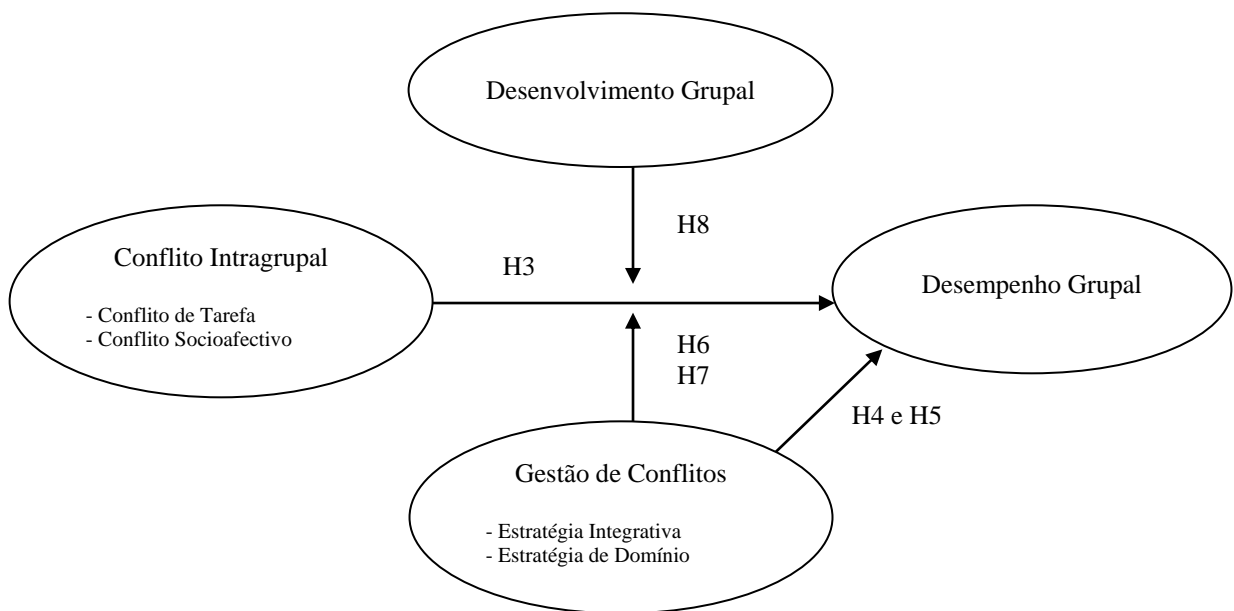 Desenvolvimento Grupal
H8
Conflito Intragrupal
- Conflito de Tarefa
- Conflito Socioafectivo
H3
Desempenho Grupal
H6
H7
H4 e H5
Gestão de Conflitos
- Estratégia Integrativa
- Estratégia de Domínio